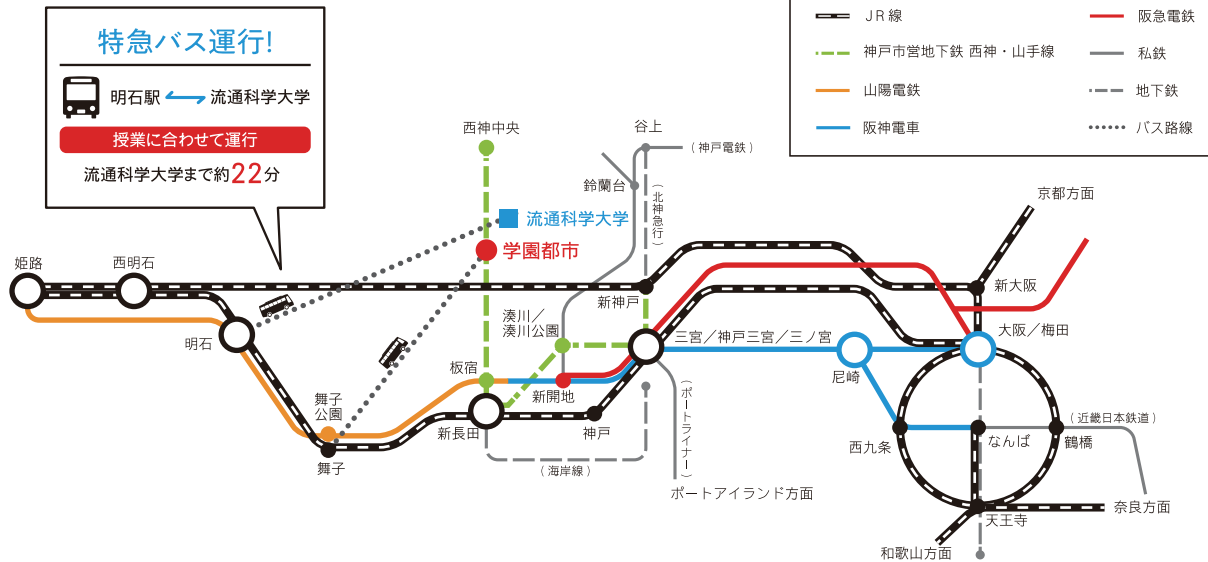 特急バス運行!
明石駅 流通科学大学
授業に合わせて運行
流通科学大学まで約22分
JR線
阪急電鉄
神戸市営地下鉄 西神・山手線
私鉄
山陽電鉄
地下鉄
阪神電車
バス路線
西神中央
谷上
(神戸電鉄)
鈴蘭台
(北神急行)
京都方面
流通科学大学
学園都市
姫路
西明石
新神戸
新大阪
湊川/
湊川公園
三宮/神戸三宮/三ノ宮
大阪/梅田
明石
板宿
新開地
尼崎
舞子
公園
(ポートライナー)
(近畿日本鉄道)
新長田
神戸
西九条
なんば
鶴橋
舞子
(海岸線)
ポートアイランド方面
奈良方面
天王寺
和歌山方面